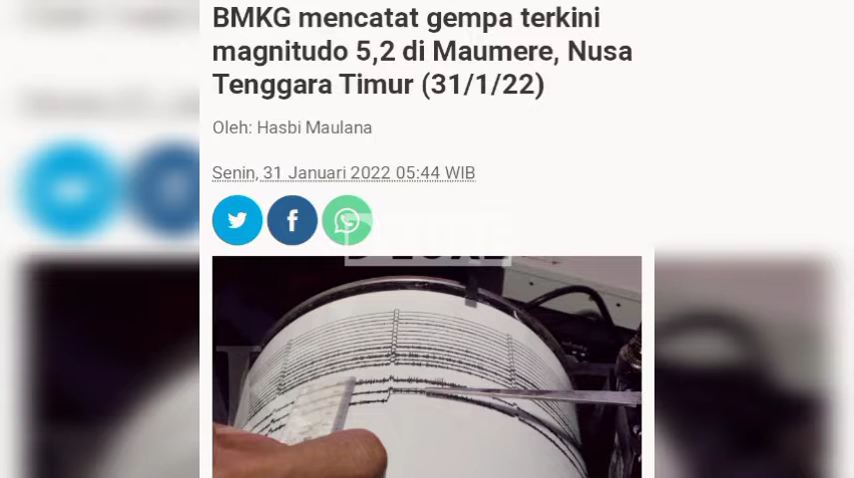 BMKG mencatat gempa terkini
magnitudo 5,2 di Maumere, Nusa
Tenggara Timur (31/1/22)
Oleh: Hasbi Maulana
Senin, 31 Januari 2022 05:44 WIB